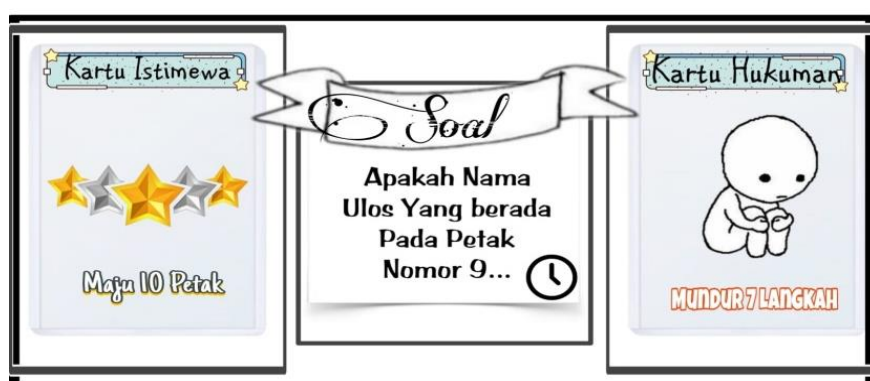 Kartu Istimewa
Maju 10 Petak
Soal
Apakah Nama
Ulos Yang berada
Pada Petak
Nomor 9...
Kartu Hukuman
MUNDUR 7 LANGKAH